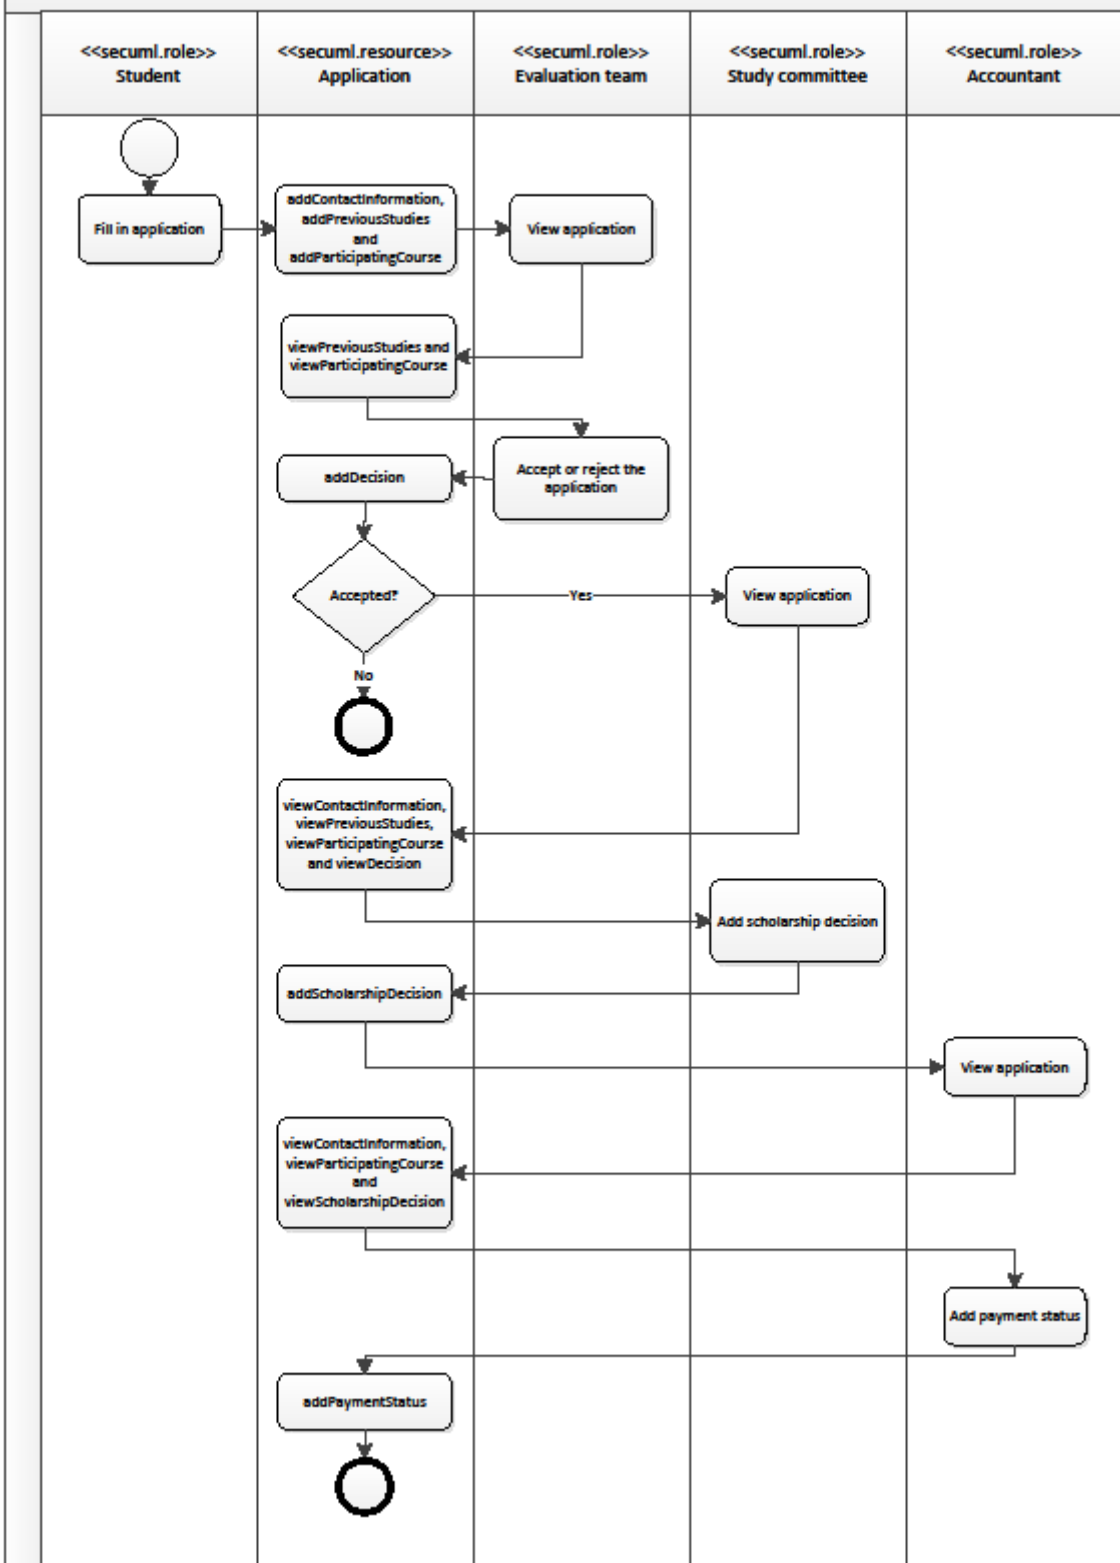 <<secuml.role>>
Student
<<secuml.resource>>
Application
<<secuml.role>>
Evaluation team
<<secuml.role>>
Study committee
<<secuml.role>>
Accountant
Fill in application
addContactInformation,
addPreviousStudies
and
addParticipatingCourse
View application
viewPreviousStudies and
viewParticipatingCourse
Accept or reject the
application
addDecision
Accepted?
Yes
View application
No
viewContactInformation,
viewPreviousStudies,
viewParticipatingCourse
and viewDecision
Add scholarship decision
addScholarshipDecision
View application
viewContactInformation,
viewParticipatingCourse
and
viewScholarshipDecision
Add payment status
addPaymentStatus